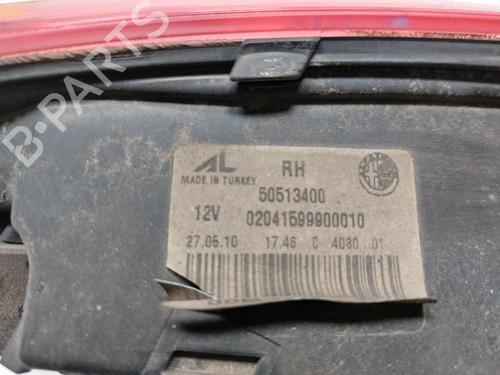 B-PARTS
AL RH
MADE IN TURKEY
50513400
12V 02041599900010
27.05.10 17.46 C 4030 01